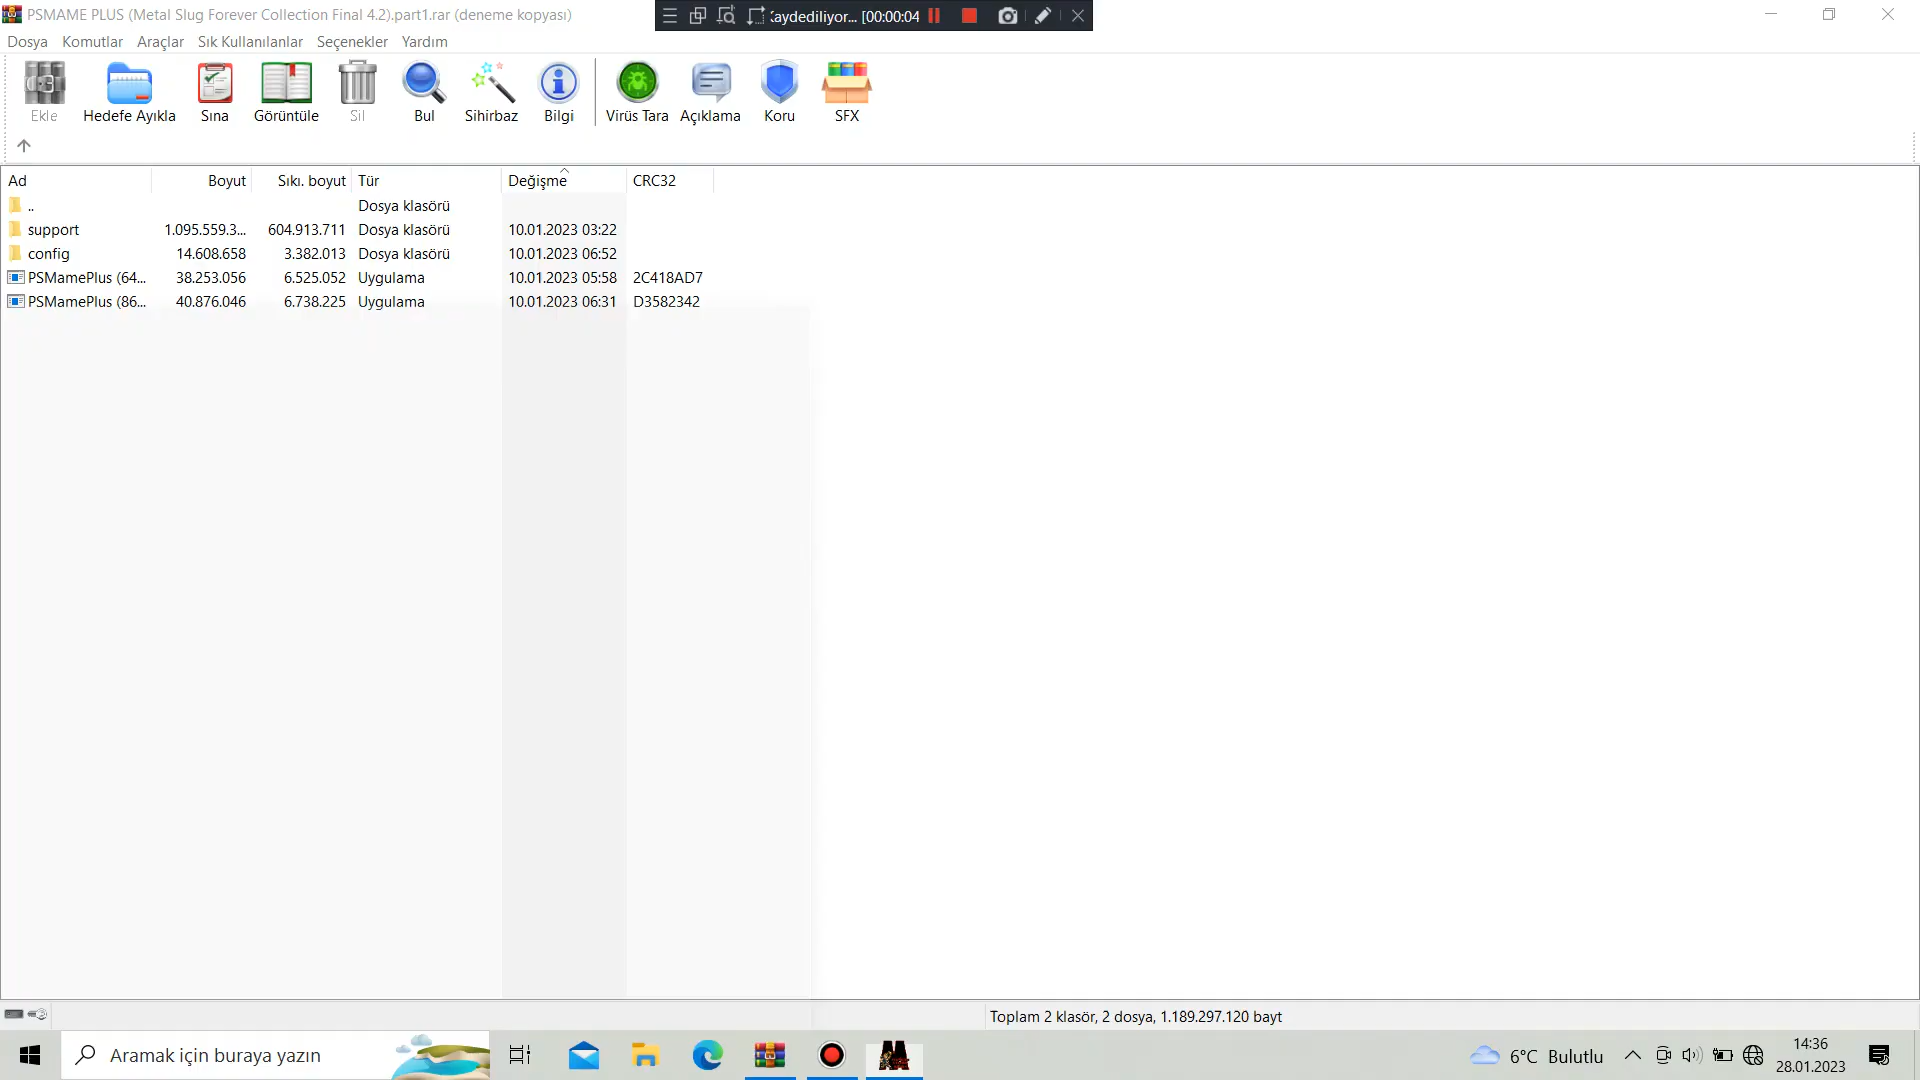 PSMAME PLUS (Metal Slug Forever Collection Final 4.2).part1.rar (deneme kopyası)
aydediliyor... [00:00:04
Dosya Komutlar Araçlar Sık Kullanılanlar Seçenekler Yardım
Ekle Hedefe Ayıkla Sına Görüntüle Sil Bul Sihirbaz Bilgi Virüs Tara Açıklama Koru SFX
Ad Boyut Sıkı. boyut Tür Değişme CRC32
.. Dosya klasörü
support 1.095.559.3... 604.913.711 Dosya klasörü 10.01.2023 03:22
config 14.608.658 3.382.013 Dosya klasörü 10.01.2023 06:52
PSMamePlus (64... 38.253.056 6.525.052 Uygulama 10.01.2023 05:58 2C418AD7
PSMamePlus (86... 40.876.046 6.738.225 Uygulama 10.01.2023 06:31 D3582342
Toplam 2 klasör, 2 dosya, 1.189.297.120 bayt
Aramak için buraya yazın
6°C Bulutlu
14:36
28.01.2023